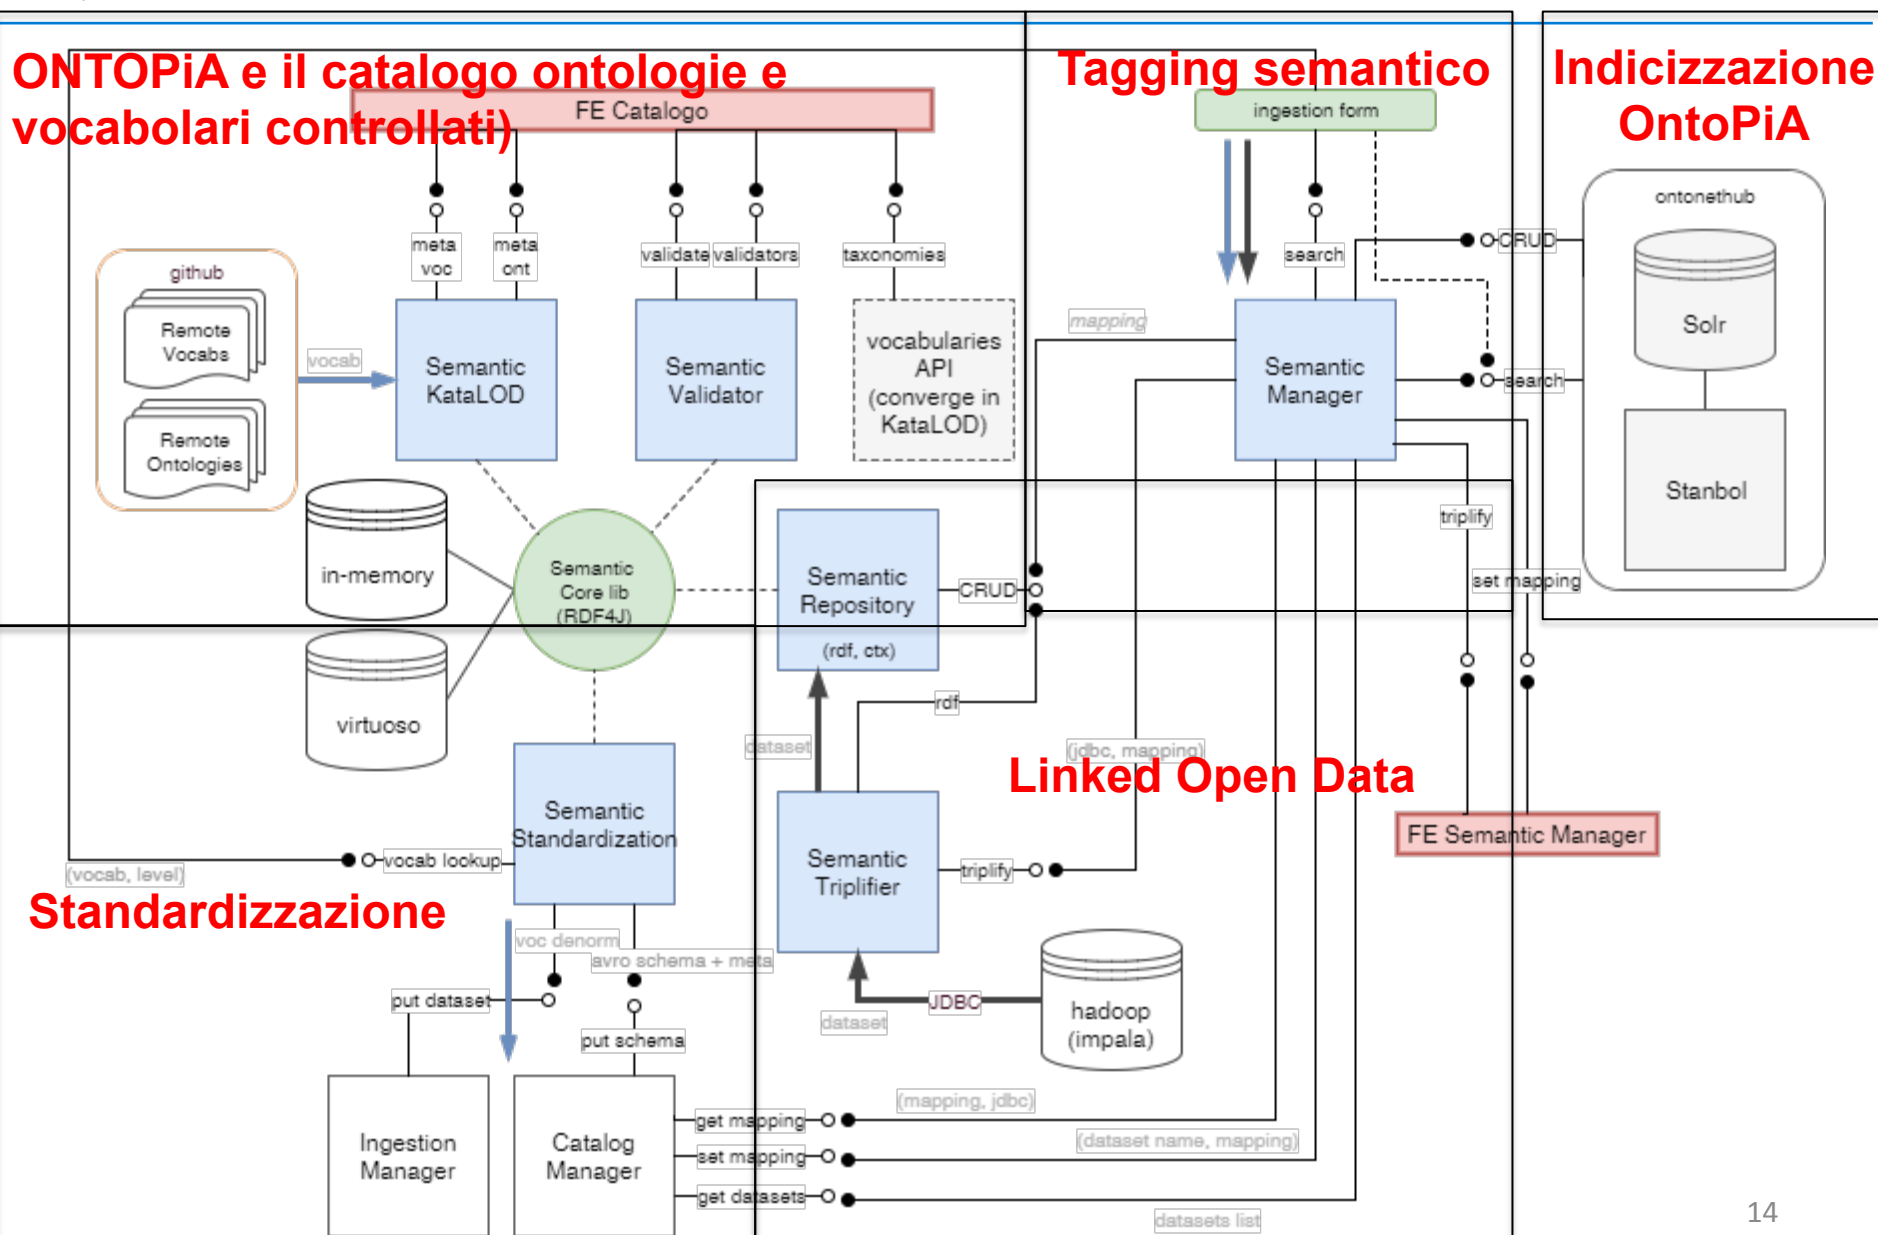 ONTOPiA e il catalogo ontologie e
vocabolari controllati)
Tagging semantico
Indicizzazione
OntoPiA
FE Catalogo
ingestion form
ontonethub
meta
voc
meta
ont
validate
validators
taxonomies
search
CRUD
github
Remote
Vocabs
Remote
Ontologies
vocab
Semantic
KataLOD
Semantic
Validator
vocabularies
API
(converge in
KataLOD)
mapping
Semantic
Manager
search
Solr
Stanbol
triplify
set mapping
in-memory
virtuoso
Semantic
Core lib
(RDF4J)
Semantic
Repository
(rdf, ctx)
CRUD
rdf
dataset
(jdbc, mapping)
Linked Open Data
FE Semantic Manager
Semantic
Standardization
vocab lookup
(vocab, level)
Standardizzazione
Semantic
Triplifier
triplify
voc denorm
avro schema + meta
put dataset
put schema
dataset
JDBC
hadoop
(impala)
Ingestion
Manager
Catalog
Manager
get mapping
(mapping, jdbc)
set mapping
(dataset name, mapping)
get datasets
datasets list
14